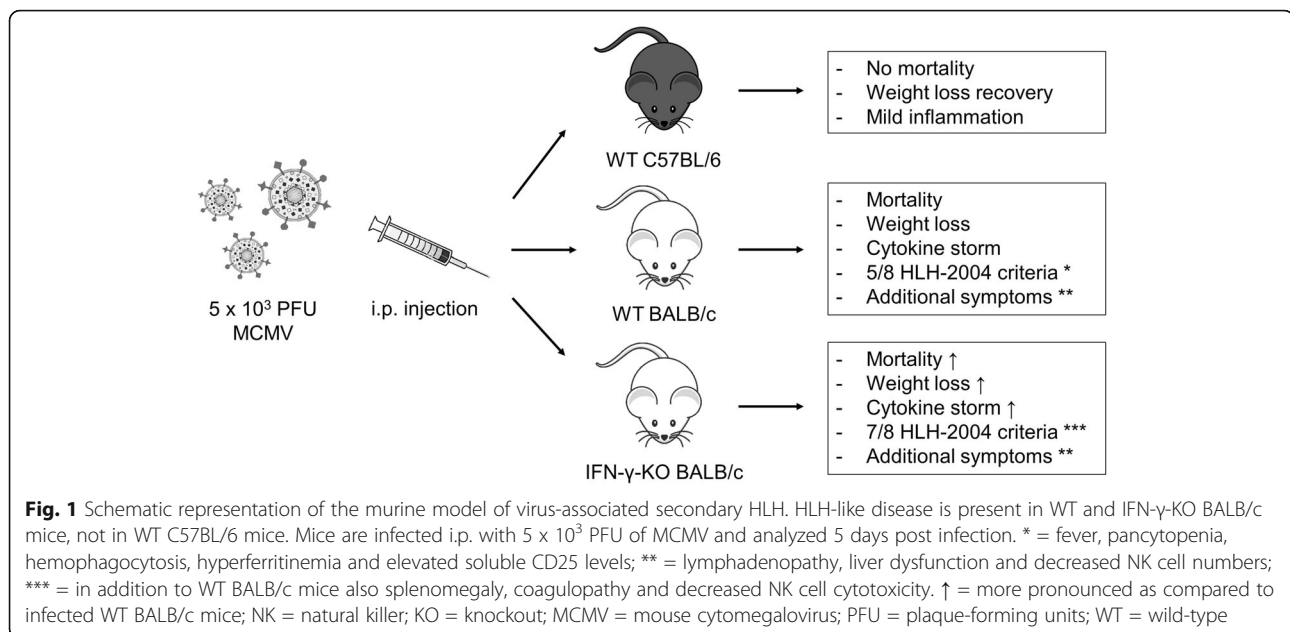 5 x 10³ PFU
MCMV
i.p. injection
WT C57BL/6
- No mortality
- Weight loss recovery
- Mild inflammation
WT BALB/c
- Mortality
- Weight loss
- Cytokine storm
- 5/8 HLH-2004 criteria *
- Additional symptoms **
IFN-γ-KO BALB/c
- Mortality ↑
- Weight loss ↑
- Cytokine storm ↑
- 7/8 HLH-2004 criteria ***
- Additional symptoms **
Fig. 1 Schematic representation of the murine model of virus-associated secondary HLH. HLH-like disease is present in WT and IFN-γ-KO BALB/c
mice, not in WT C57BL/6 mice. Mice are infected i.p. with 5 x 10³ PFU of MCMV and analyzed 5 days post infection. * = fever, pancytopenia,
hemophagocytosis, hyperferritinemia and elevated soluble CD25 levels; ** = lymphadenopathy, liver dysfunction and decreased NK cell numbers;
*** = in addition to WT BALB/c mice also splenomegaly, coagulopathy and decreased NK cell cytotoxicity. ↑ = more pronounced as compared to
infected WT BALB/c mice; NK = natural killer; KO = knockout; MCMV = mouse cytomegalovirus; PFU = plaque-forming units; WT = wild-type